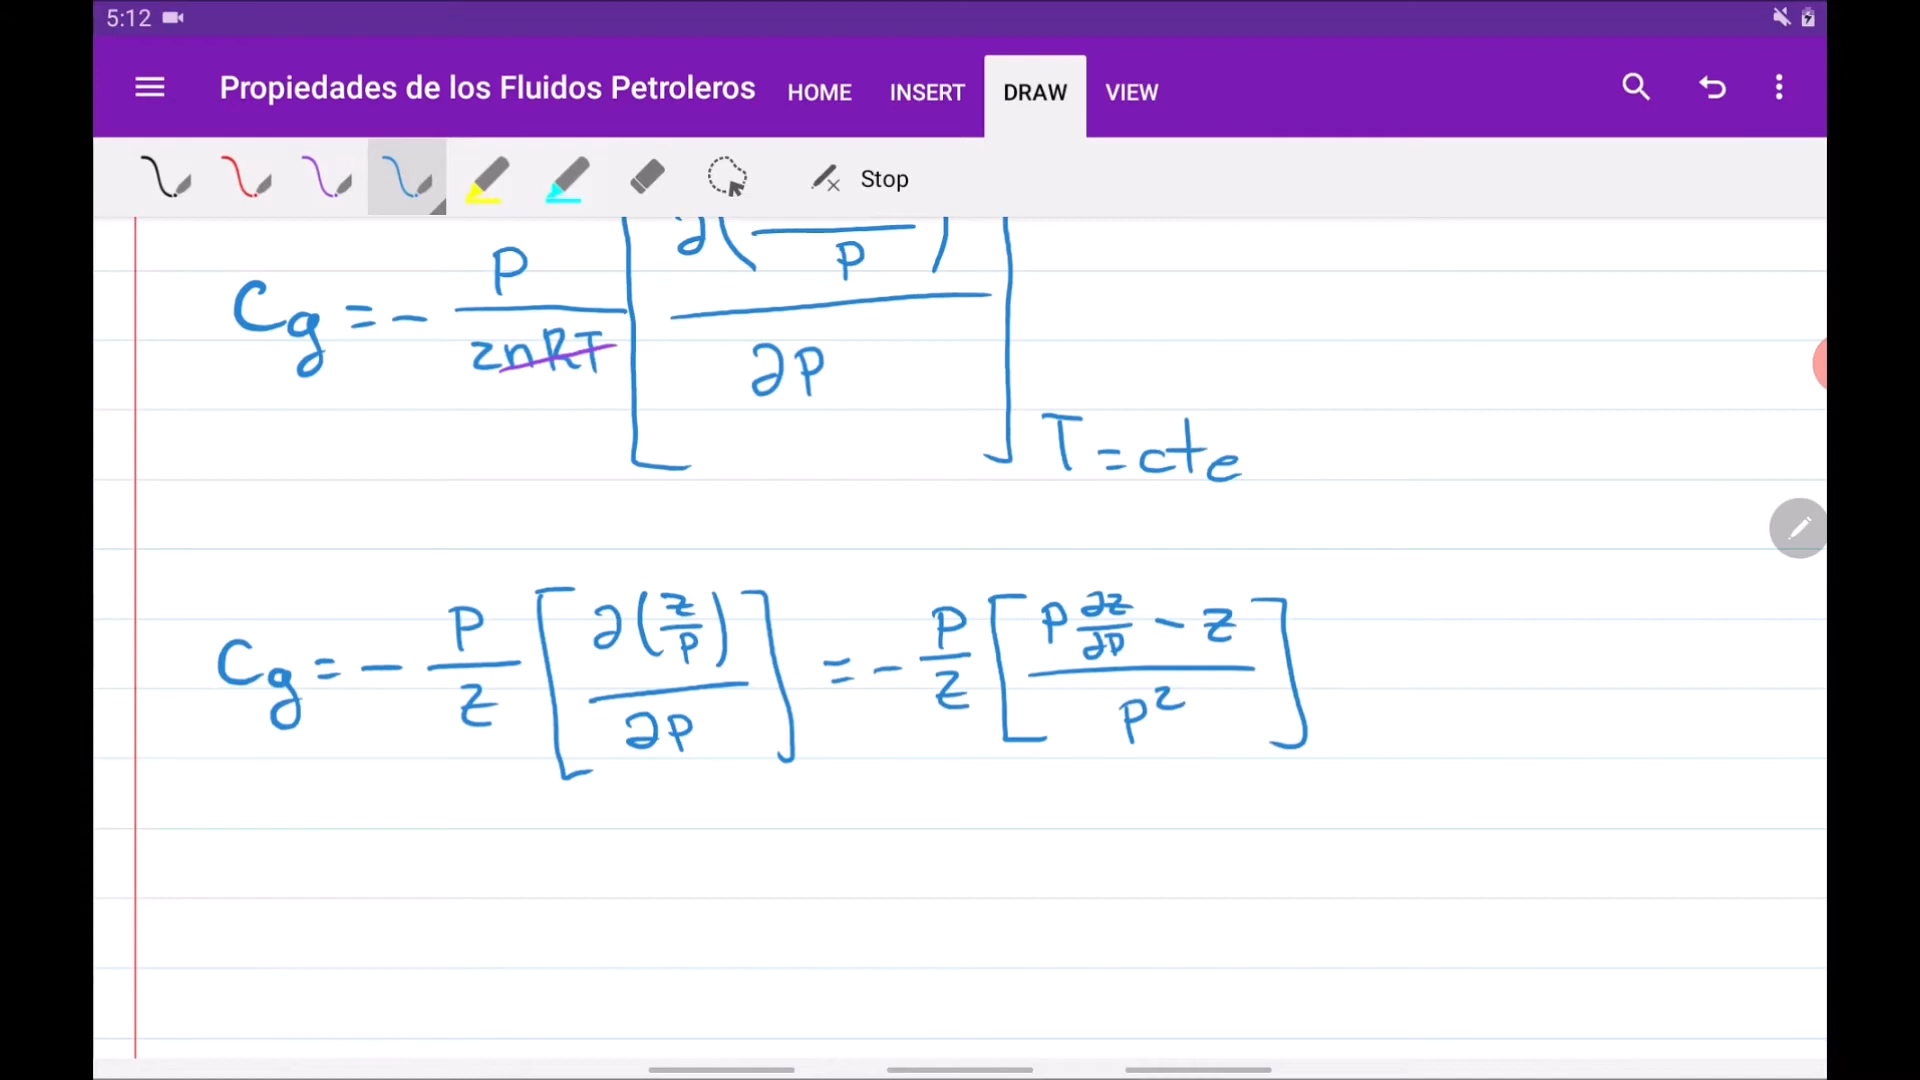 5:12
Propiedades de los Fluidos Petroleros HOME INSERT DRAW VIEW
Stop
Cg = - P/(znRT) [∂( /P)/∂P] T=cte
Cg = - P/z [∂(z/P)/∂P] = - P/z [(P ∂z/∂P - z)/P²]